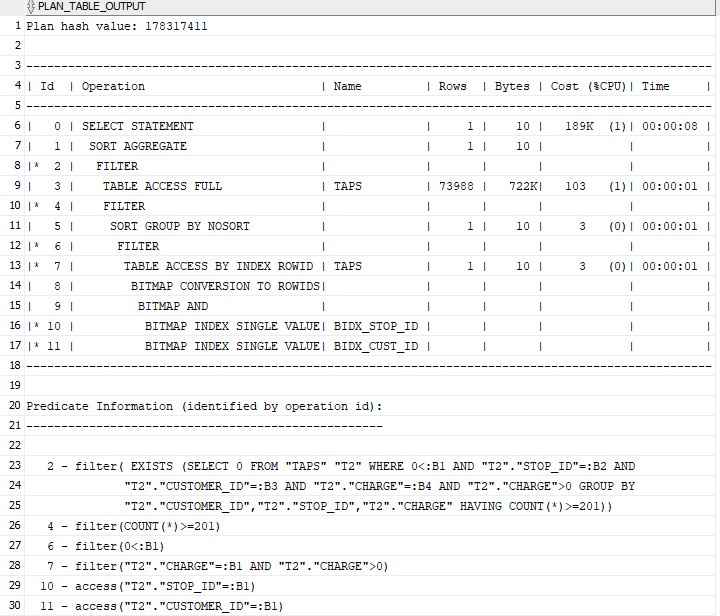 PLAN_TABLE_OUTPUT
1 Plan hash value: 178317411
2
3 --------------------------------------------------------------------------------------------------
4 | Id  | Operation                           | Name        | Rows  | Bytes | Cost (%CPU)| Time     |
5 --------------------------------------------------------------------------------------------------
6 |   0 | SELECT STATEMENT                    |             |     1 |    10 |   189K  (1)| 00:00:08 |
7 |   1 |  SORT AGGREGATE                     |             |     1 |    10 |            |          |
8 |*  2 |   FILTER                            |             |       |       |            |          |
9 |   3 |    TABLE ACCESS FULL                | TAPS        | 73988 |   722K|   103   (1)| 00:00:01 |
10 |*  4 |    FILTER                           |             |       |       |            |          |
11 |   5 |     SORT GROUP BY NOSORT            |             |     1 |    10 |     3   (0)| 00:00:01 |
12 |*  6 |      FILTER                         |             |       |       |            |          |
13 |*  7 |       TABLE ACCESS BY INDEX ROWID | TAPS        |     1 |    10 |     3   (0)| 00:00:01 |
14 |   8 |        BITMAP CONVERSION TO ROWIDS|             |       |       |            |          |
15 |   9 |         BITMAP AND                  |             |       |       |            |          |
16 |* 10 |          BITMAP INDEX SINGLE VALUE| BIDX_STOP_ID |       |       |            |          |
17 |* 11 |          BITMAP INDEX SINGLE VALUE| BIDX_CUST_ID |       |       |            |          |
18 --------------------------------------------------------------------------------------------------
19
20 Predicate Information (identified by operation id):
21 ---------------------------------------------------
22
23    2 - filter( EXISTS (SELECT 0 FROM "TAPS" "T2" WHERE 0<:B1 AND "T2"."STOP_ID"=:B2 AND
24               "T2"."CUSTOMER_ID"=:B3 AND "T2"."CHARGE"=:B4 AND "T2"."CHARGE">0 GROUP BY
25               "T2"."CUSTOMER_ID","T2"."STOP_ID","T2"."CHARGE" HAVING COUNT(*)>=201))
26    4 - filter(COUNT(*)>=201)
27    6 - filter(0<:B1)
28    7 - filter("T2"."CHARGE"=:B1 AND "T2"."CHARGE">0)
29   10 - access("T2"."STOP_ID"=:B1)
30   11 - access("T2"."CUSTOMER_ID"=:B1)